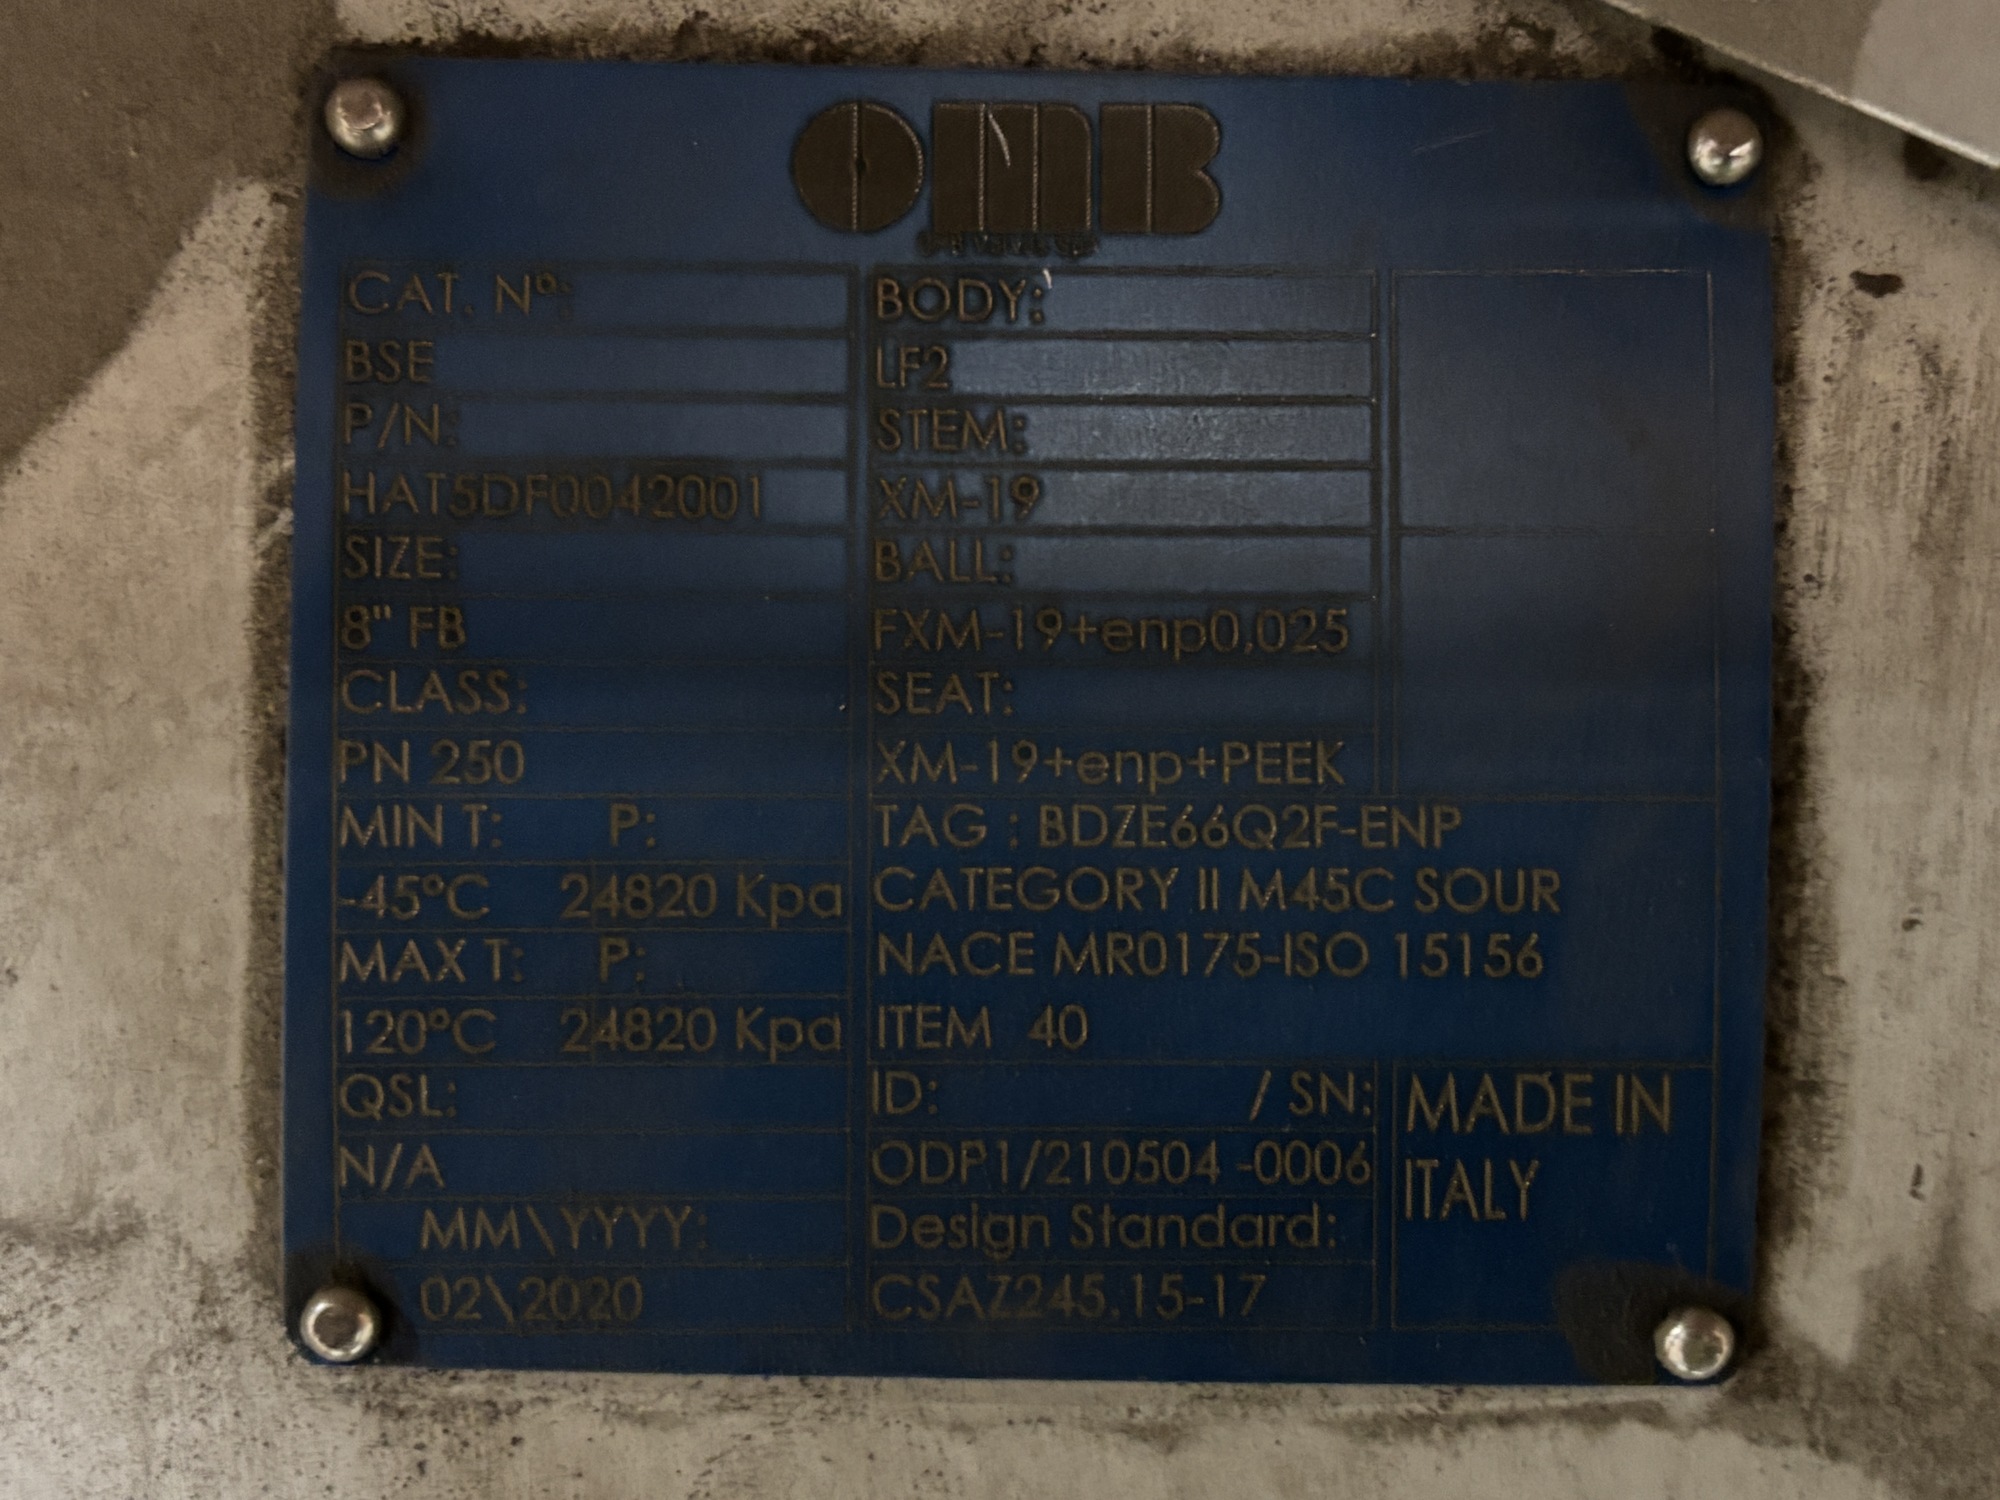 OMB
CAT. Nº:
BSE
P/N:
HAT5DF0042001
SIZE:
8" FB
CLASS:
PN 250
MIN T: P:
-45ºC 24820 Kpa
MAX T: P:
120ºC 24820 Kpa
QSL:
N/A
MM\YYYY:
02\2020
BODY:
LF2
STEM:
XM-19
BALL:
FXM-19+enp0,025
SEAT:
XM-19+enp+PEEK
TAG : BDZE66Q2F-ENP
CATEGORY II M45C SOUR
NACE MR0175-ISO 15156
ITEM 40
ID: / SN:
ODP1/210504 -0006
Design Standard:
CSAZ245.15-17
MADE IN
ITALY